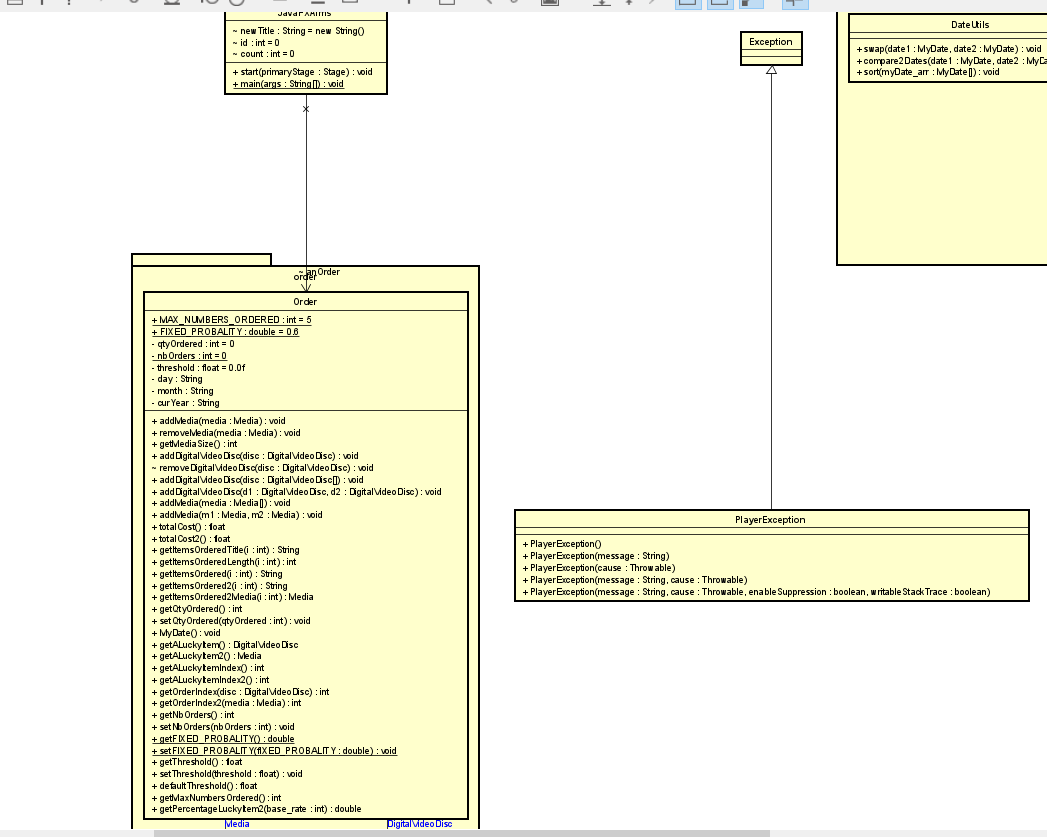 JavaFXAims
~ newTitle : String = new String()
~ id : int = 0
~ count : int = 0
+ start(primaryStage : Stage) : void
+ main(args : String[]) : void
Exception
DateUtils
+ swap(date1 : MyDate, date2 : MyDate) : void
+ compare2Dates(date1 : MyDate, date2 : MyDa
+ sort(myDate_arr : MyDate[]) : void
~ anOrder
order
Order
+ MAX_NUMBERS_ORDERED : int = 5
+ FIXED_PROBALITY : double = 0.6
- qtyOrdered : int = 0
- nbOrders : int = 0
- threshold : float = 0.0f
- day : String
- month : String
- curYear : String
+ addMedia(media : Media) : void
+ removeMedia(media : Media) : void
+ getMediaSize() : int
+ addDigitalVideoDisc(disc : DigitalVideoDisc) : void
~ removeDigitalVideoDisc(disc : DigitalVideoDisc) : void
+ addDigitalVideoDisc(disc : DigitalVideoDisc[]) : void
+ addDigitalVideoDisc(d1 : DigitalVideoDisc, d2 : DigitalVideoDisc) : void
+ addMedia(media : Media[]) : void
+ addMedia(m1 : Media, m2 : Media) : void
+ totalCost() : float
+ totalCost2() : float
+ getItemsOrderedTitle(i : int) : String
+ getItemsOrderedLength(i : int) : int
+ getItemsOrdered(i : int) : String
+ getItemsOrdered2(i : int) : String
+ getItemsOrdered2Media(i : int) : Media
+ getQtyOrdered() : int
+ setQtyOrdered(qtyOrdered : int) : void
+ MyDate() : void
+ getALuckyItem() : DigitalVideoDisc
+ getALuckyItem2() : Media
+ getALuckyItemIndex() : int
+ getALuckyItemIndex2() : int
+ getOrderIndex(disc : DigitalVideoDisc) : int
+ getOrderIndex2(media : Media) : int
+ getNbOrders() : int
+ setNbOrders(nbOrders : int) : void
+ getFIXED_PROBALITY() : double
+ setFIXED_PROBALITY(fIXED_PROBALITY : double) : void
+ getThreshold() : float
+ setThreshold(threshold : float) : void
+ defaultThreshold() : float
+ getMaxNumbersOrdered() : int
+ getPercentageLuckyItem2(base_rate : int) : double
Media
DigitalVideoDisc
PlayerException
+ PlayerException()
+ PlayerException(message : String)
+ PlayerException(cause : Throwable)
+ PlayerException(message : String, cause : Throwable)
+ PlayerException(message : String, cause : Throwable, enableSuppression : boolean, writableStackTrace : boolean)